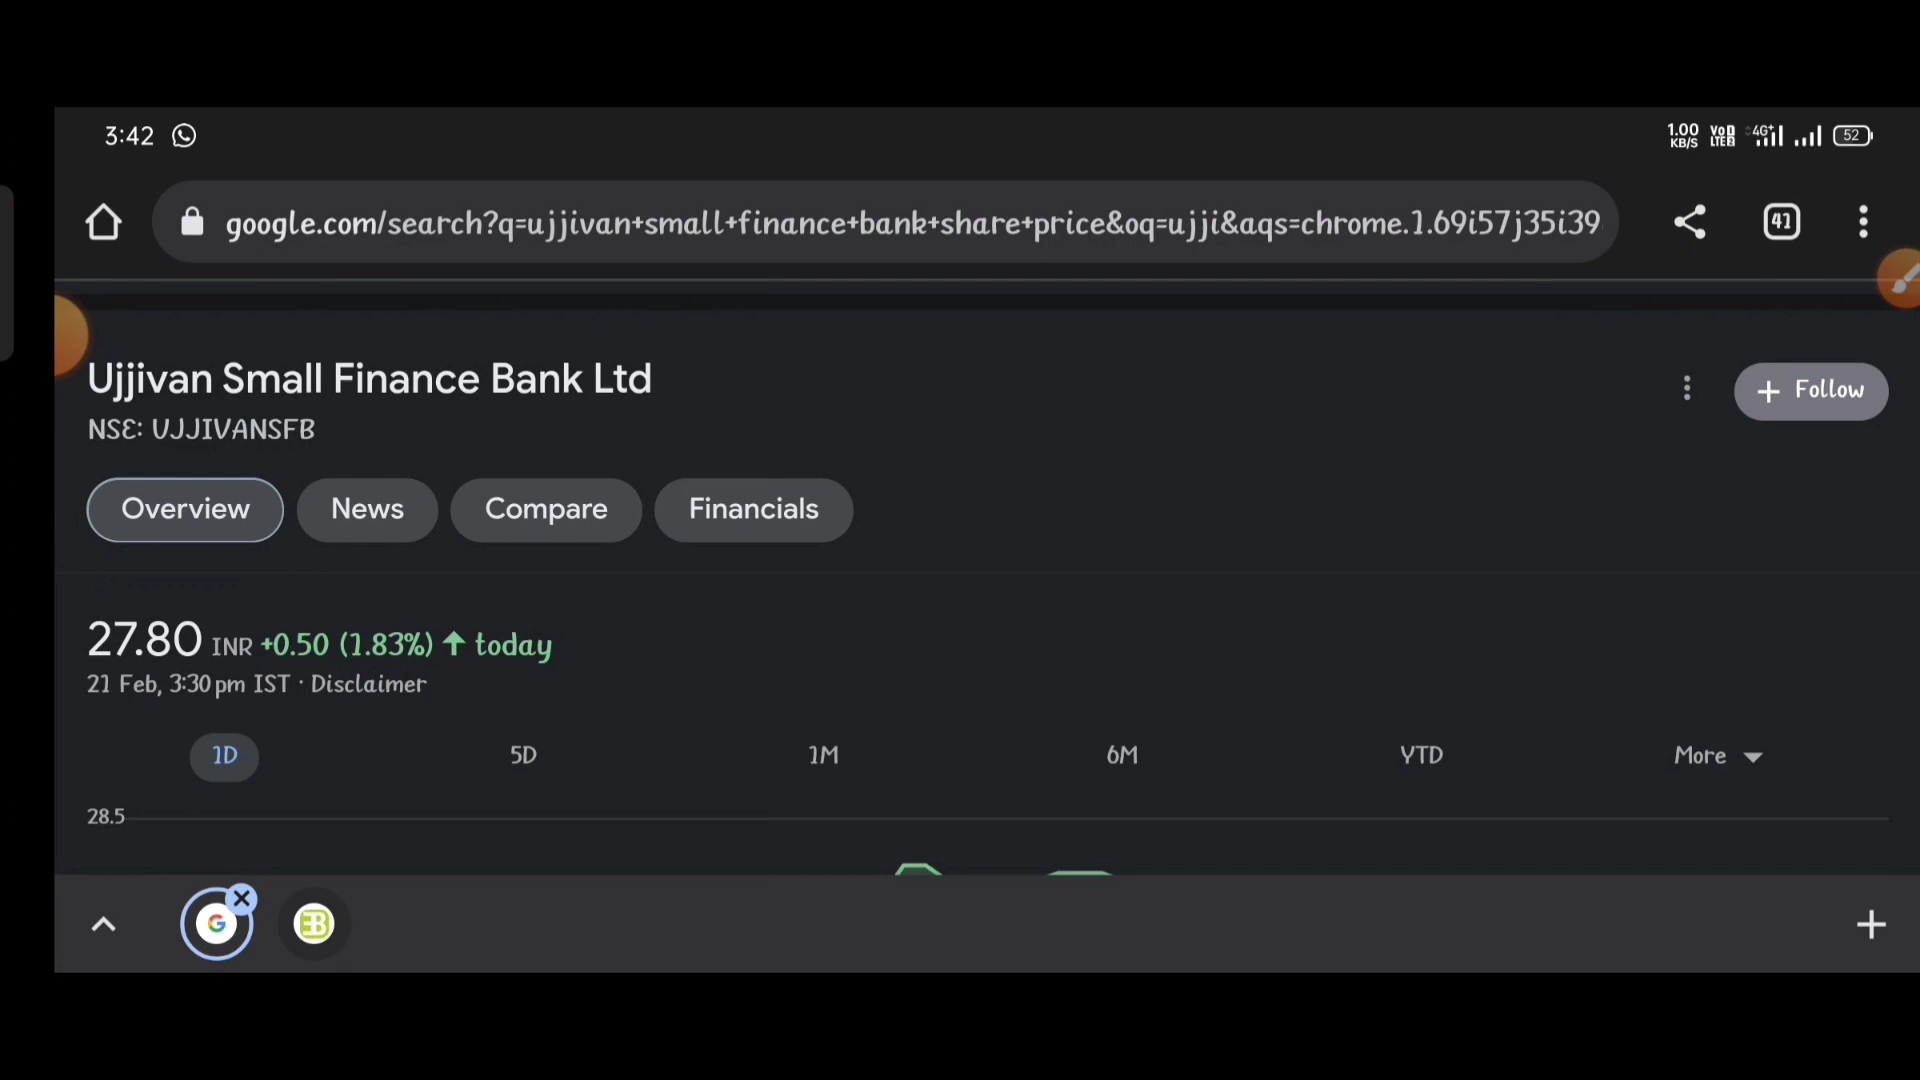 3:42
1.00 KB/S VoD LTE2 4G+ 52
google.com/search?q=ujjivan+small+finance+bank+share+price&oq=ujji&aqs=chrome.1.69i57j35i39
41
Ujjivan Small Finance Bank Ltd
+ Follow
NSE: UJJIVANSFB
Overview News Compare Financials
27.80 INR +0.50 (1.83%) ↑ today
21 Feb, 3:30 pm IST · Disclaimer
1D 5D 1M 6M YTD More
28.5
G B